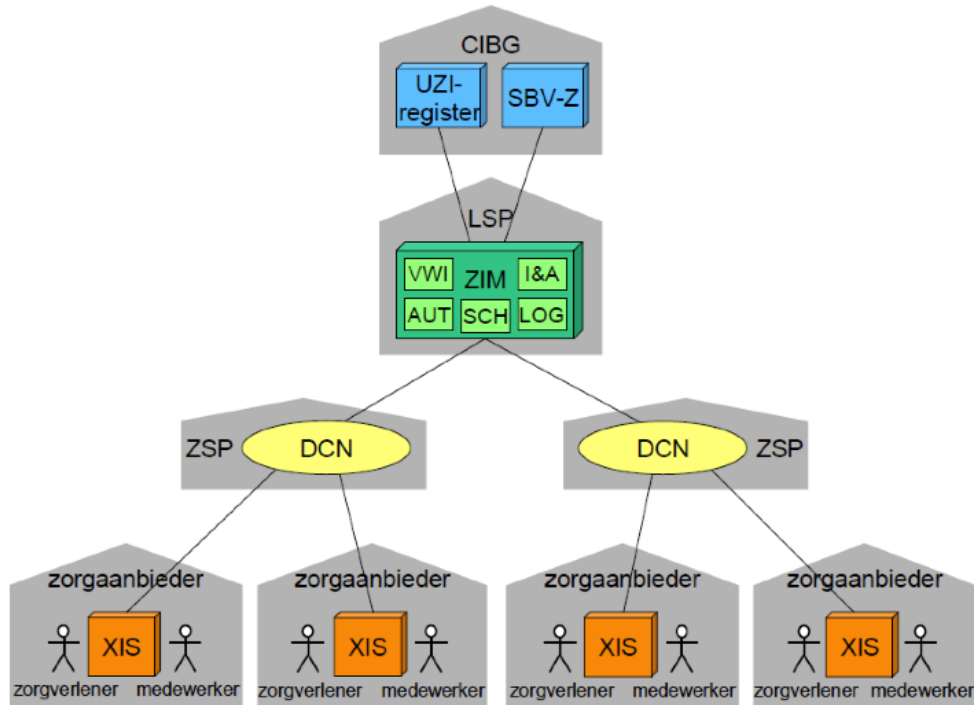 CIBG
UZI-
register
SBV-Z
LSP
VWI
ZIM
I&A
AUT
SCH
LOG
ZSP
DCN
DCN
ZSP
zorgaanbieder
zorgaanbieder
zorgaanbieder
zorgaanbieder
XIS
XIS
XIS
XIS
zorgverlener
medewerker
zorgverlener
medewerker
zorgverlener
medewerker
zorgverlener
medewerker